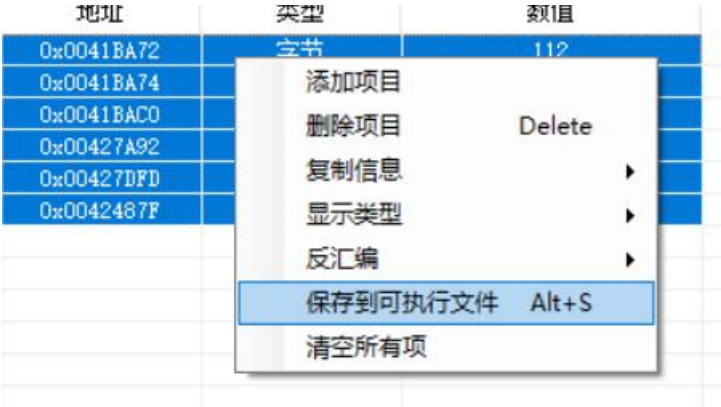 地址 类型 数值
0x0041BA72 字节 112
0x0041BA74
0x0041BAC0
0x00427A92
0x00427DFD
0x0042487F
添加项目
删除项目 Delete
复制信息
显示类型
反汇编
保存到可执行文件 Alt+S
清空所有项